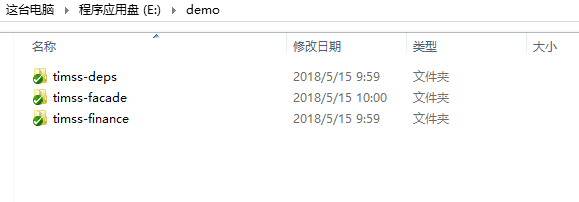 这台电脑 程序应用盘 (E:) demo
名称 修改日期 类型 大小
timss-deps 2018/5/15 9:59 文件夹
timss-facade 2018/5/15 10:00 文件夹
timss-finance 2018/5/15 9:59 文件夹